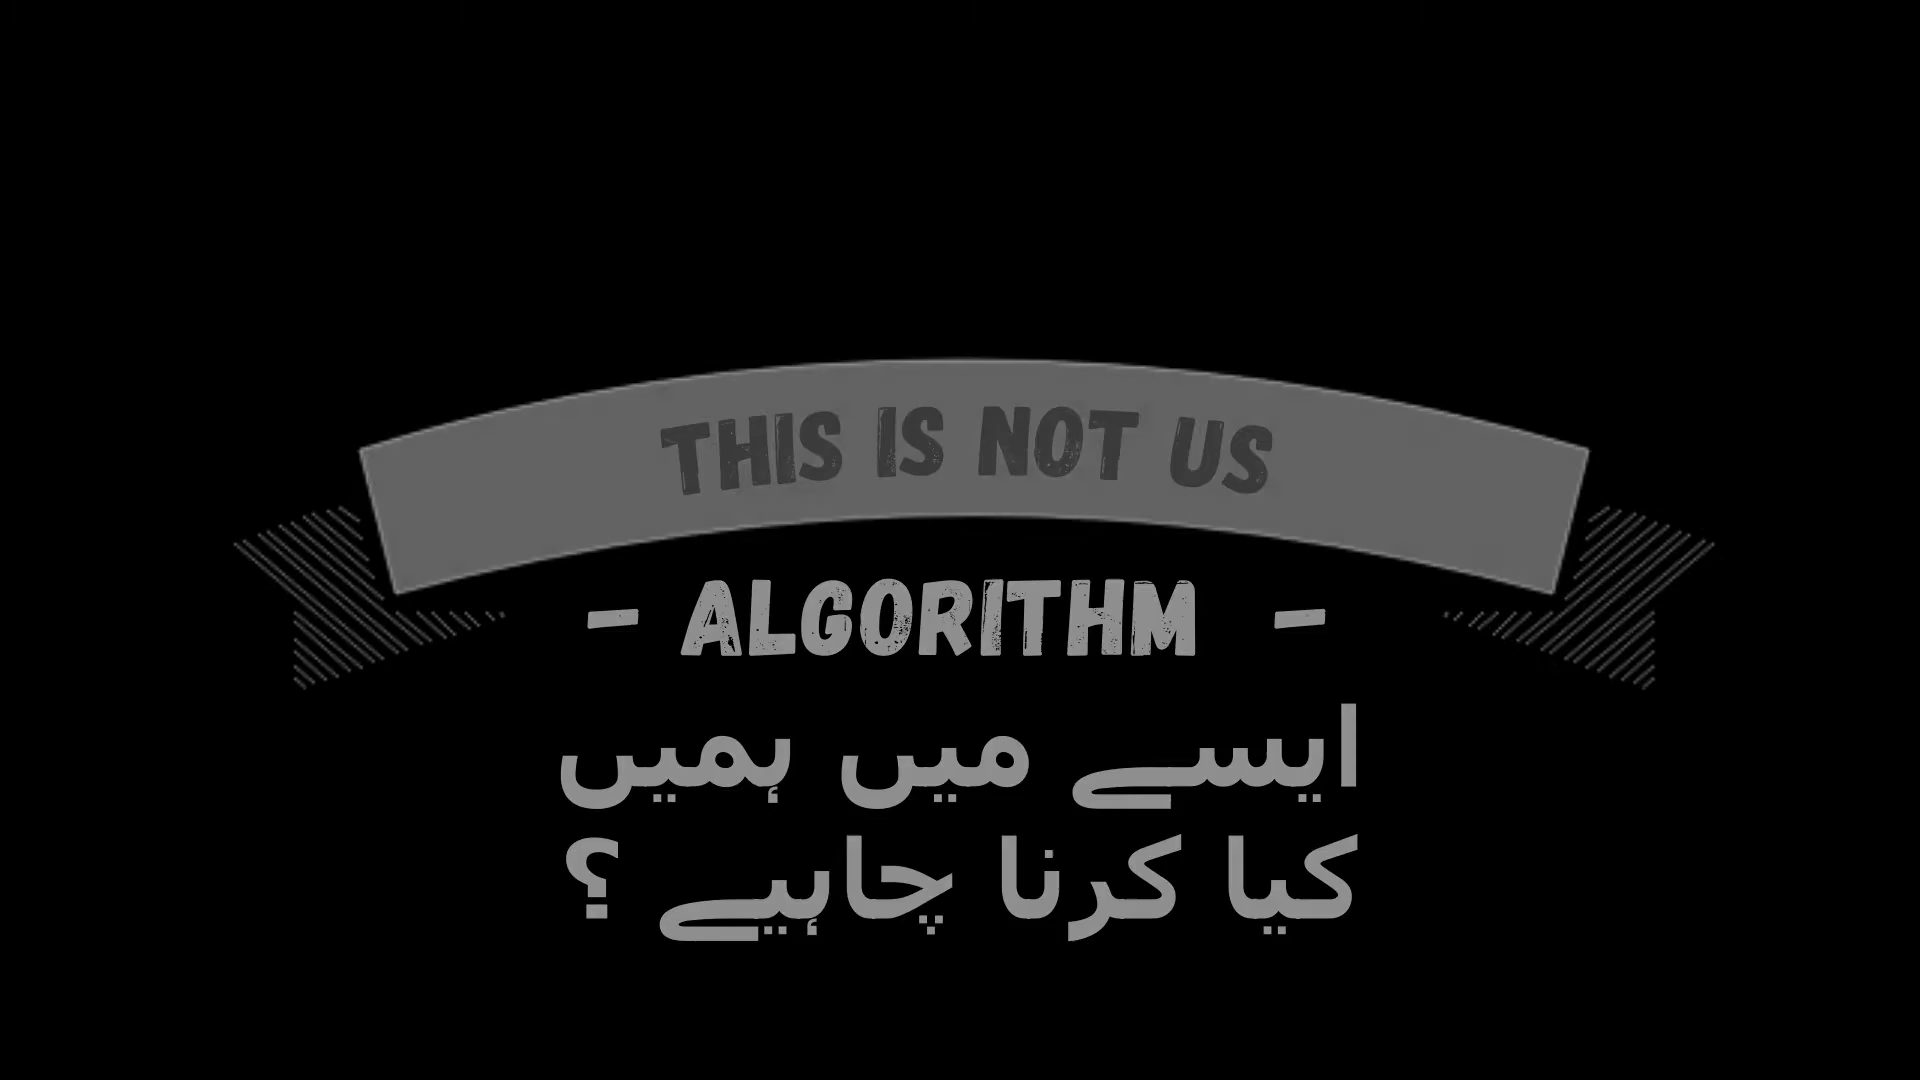 THIS IS NOT US
- ALGORITHM -
ایسے میں ہمیں
کیا کرنا چاہیے ؟